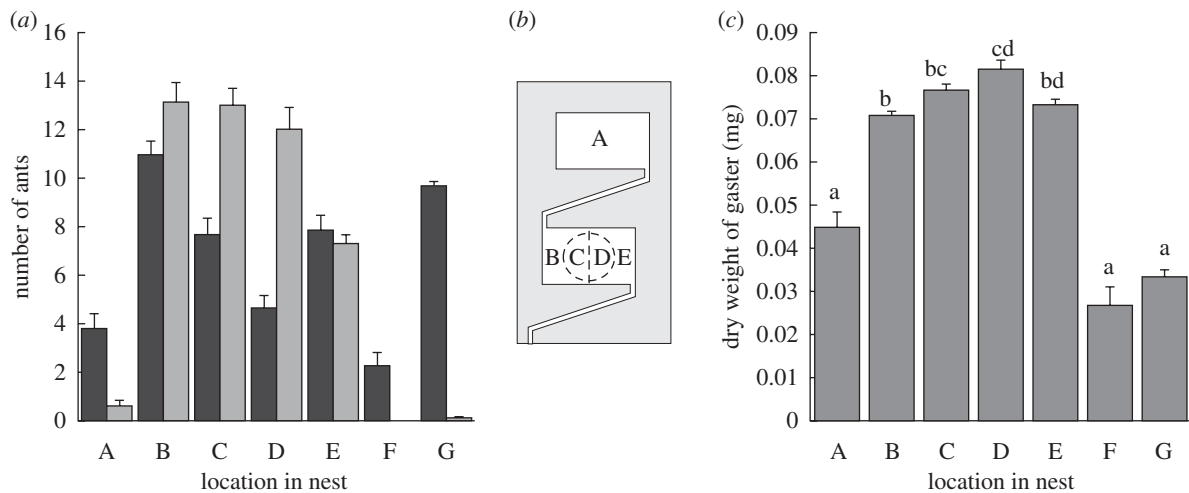 (a)
16
14
12
10
8
6
4
2
0
number of ants
A B C D E F G
location in nest
(b)
A
B C D E
(c)
0.09
0.08
0.07
0.06
0.05
0.04
0.03
0.02
0.01
0
dry weight of gaster (mg)
a b bc cd bd a a
A B C D E F G
location in nest